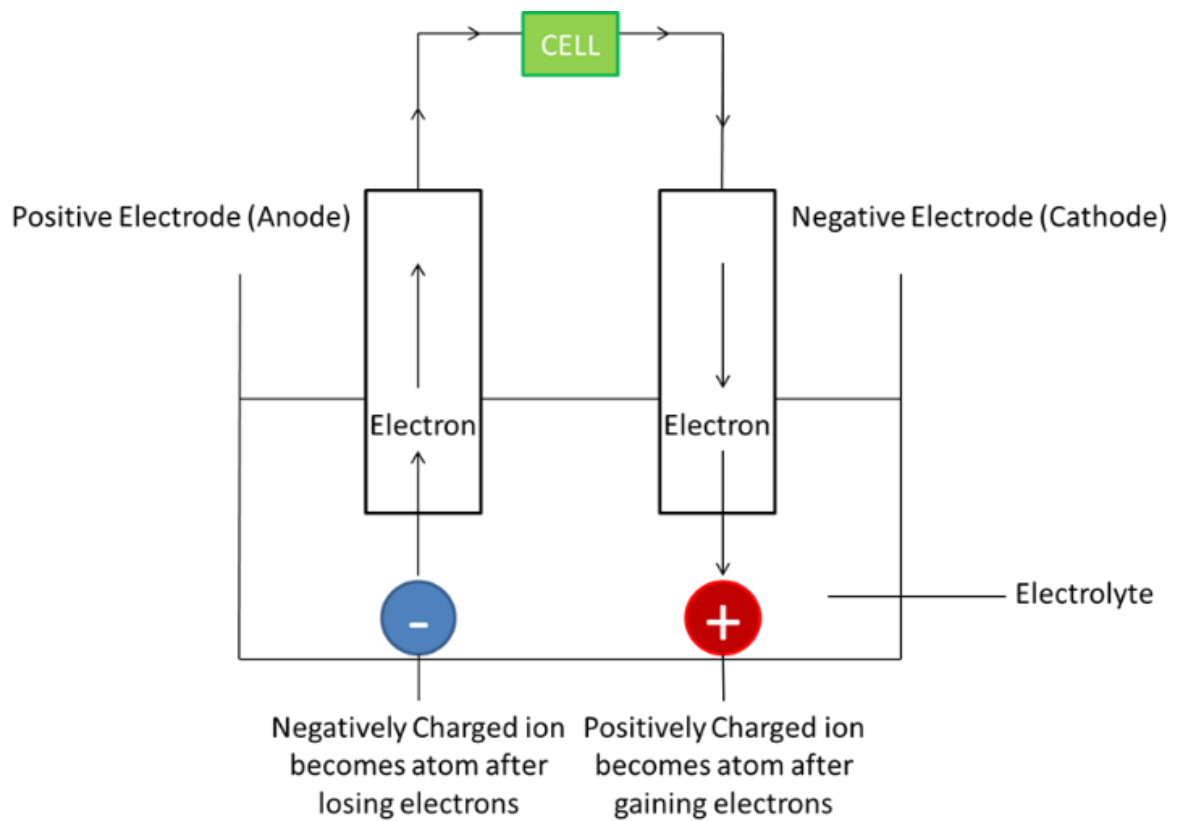 CELL
Positive Electrode (Anode)
Negative Electrode (Cathode)
Electron
Electron
-
+
Electrolyte
Negatively Charged ion
becomes atom after
losing electrons
Positively Charged ion
becomes atom after
gaining electrons